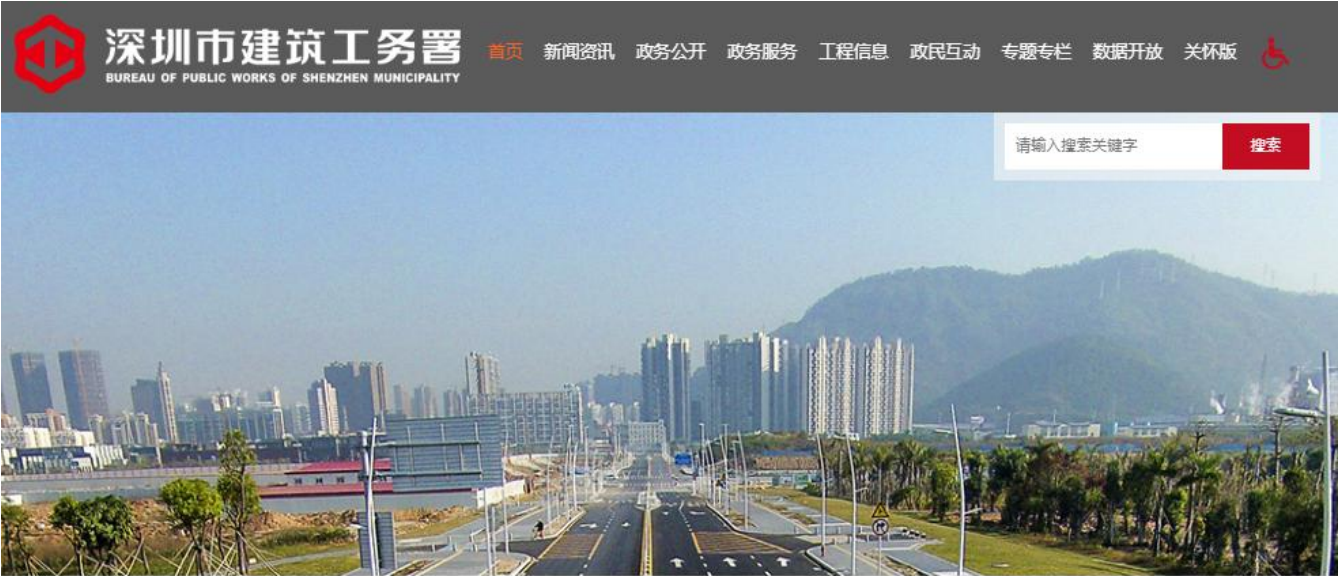 深圳市建筑工务署
BUREAU OF PUBLIC WORKS OF SHENZHEN MUNICIPALITY
首页 新闻资讯 政务公开 政务服务 工程信息 政民互动 专题专栏 数据开放 关怀版
请输入搜索关键字 搜索